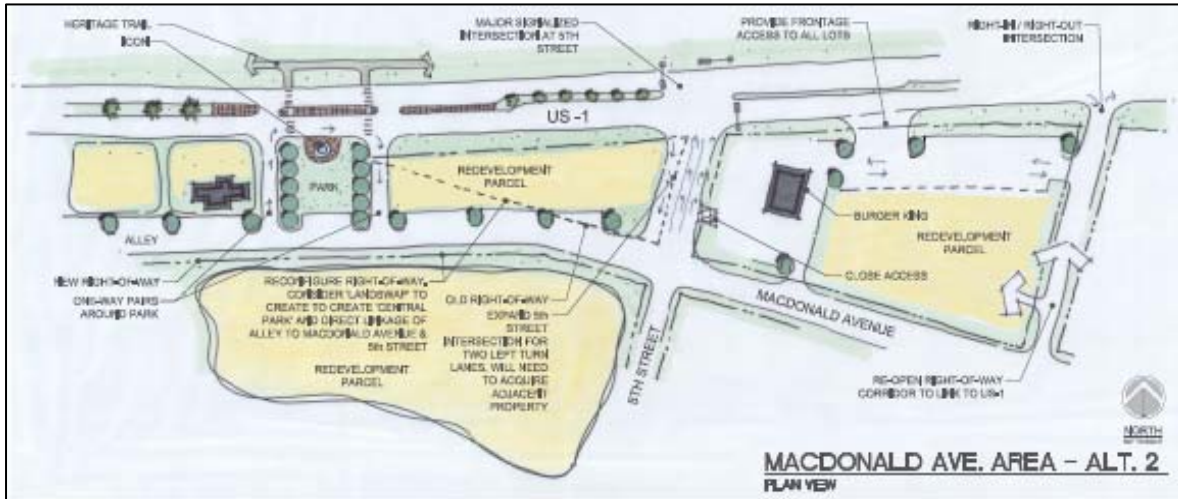 HERITAGE TRAIL
ICON
MAJOR SIGNALIZED
INTERSECTION AT 5TH
STREET
PROVIDE FRONTAGE
ACCESS TO ALL LOTS
RIGHT-IN / RIGHT-OUT
INTERSECTION
US-1
PARK
REDEVELOPMENT
PARCEL
BURGER KING
REDEVELOPMENT
PARCEL
CLOSE ACCESS
ALLEY
NEW RIGHT-OF-WAY
ONE-WAY PAIRS
AROUND PARK
RECONFIGURE RIGHT-OF-WAY,
CONSIDER 'LANDSWAP' TO
CREATE TO CREATE 'CENTRAL
PARK' AND DIRECT LINKAGE OF
ALLEY TO MACDONALD AVENUE &
5th STREET
REDEVELOPMENT
PARCEL
OLD RIGHT-OF-WAY
EXPAND 5th
STREET
INTERSECTION FOR
TWO LEFT TURN
LANES, WILL NEED
TO ACQUIRE
ADJACENT
PROPERTY
5TH STREET
MACDONALD AVENUE
RE-OPEN RIGHT-OF-WAY
CORRIDOR TO LINK TO US-1
NORTH
MACDONALD AVE. AREA - ALT. 2
PLAN VIEW